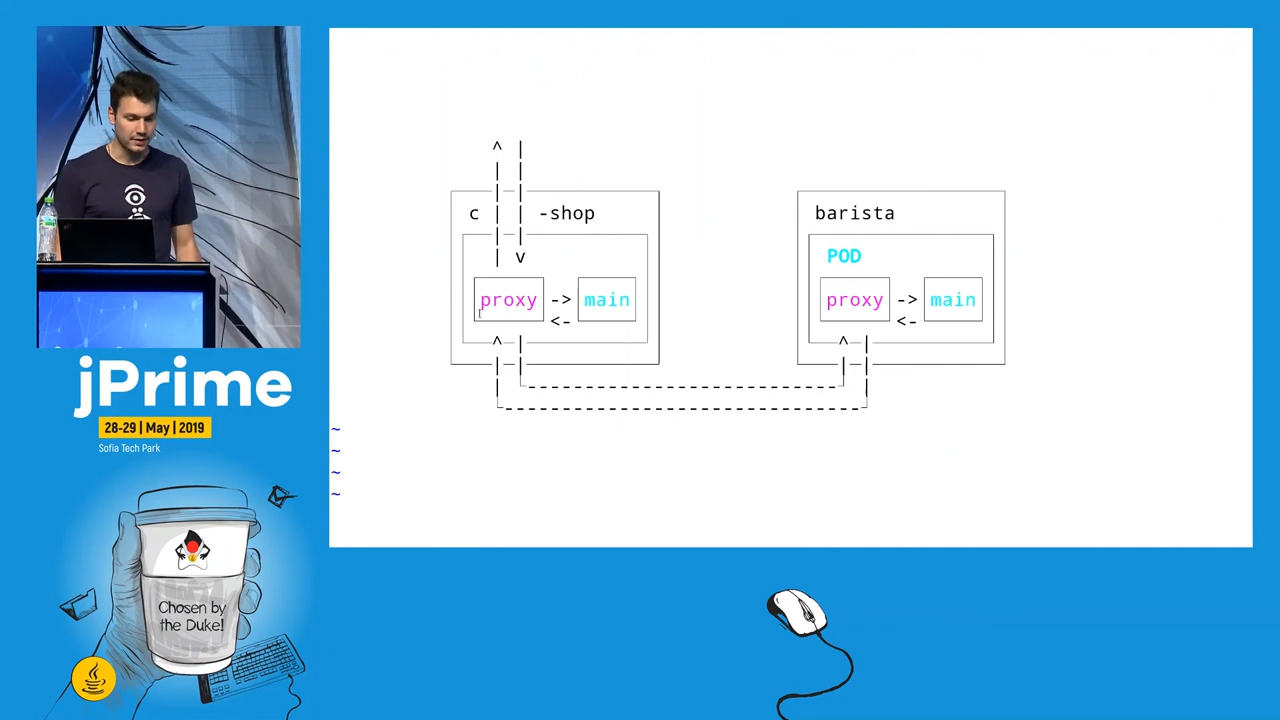 ^ |
| |
| |
c | | -shop
| |
| v
proxy -> main
<-
^ |
| |
|
barista
POD
proxy -> main
<-
^ |
| |
|
~
~
~
~
jPrime
28-29 | May | 2019
Sofia Tech Park
Chosen by
the Duke!